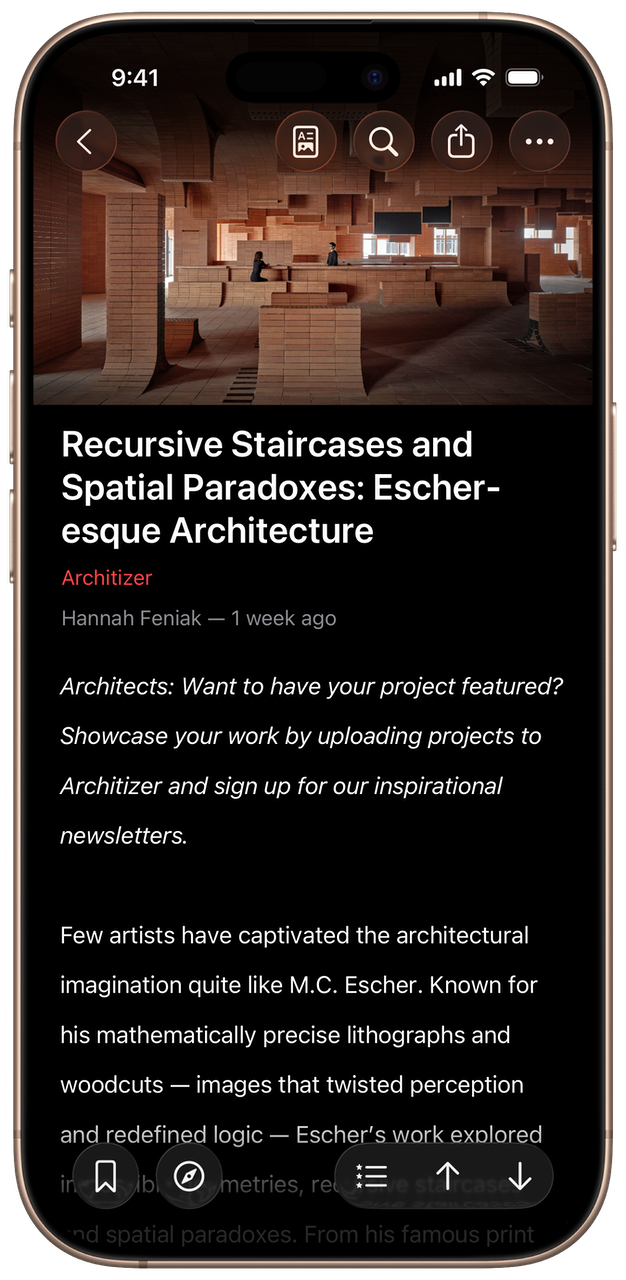 9:41
Recursive Staircases and
Spatial Paradoxes: Escher-
esque Architecture
Architizer
Hannah Feniak — 1 week ago
Architects: Want to have your project featured?
Showcase your work by uploading projects to
Architizer and sign up for our inspirational
newsletters.
Few artists have captivated the architectural
imagination quite like M.C. Escher. Known for
his mathematically precise lithographs and
woodcuts — images that twisted perception
and redefined logic — Escher’s work explored
metries, recursive staircases
and spatial paradoxes. From his famous print